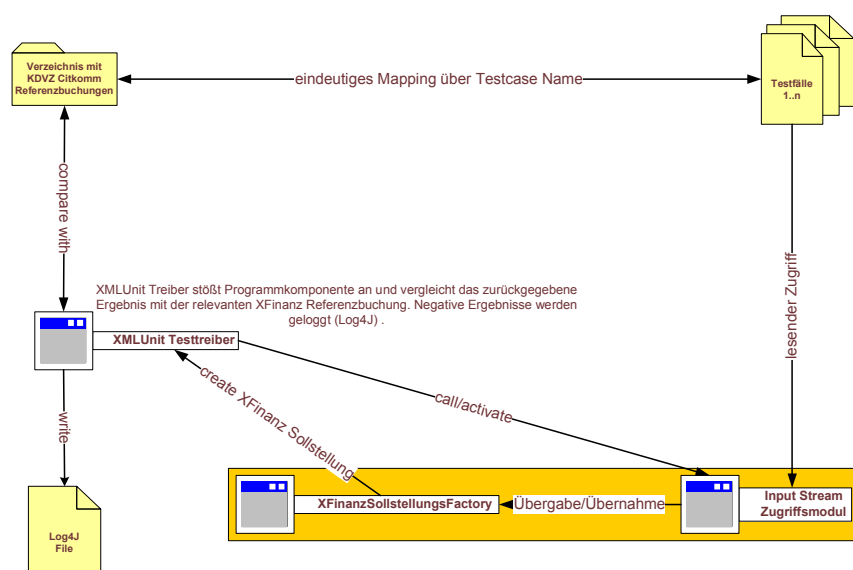 Verzeichnis mit
KDVZ Citkomm
Referenzbuchungen
eindeutiges Mapping über Testcase Name
Testfälle
1..n
compare with
lesender Zugriff
XMLUnit Treiber stößt Programmkomponente an und vergleicht das zurückgegebene
Ergebnis mit der relevanten XFinanz Referenzbuchung. Negative Ergebnisse werden
geloggt (Log4J) .
XMLUnit Testtreiber
create XFinanz Sollstellung
call/activate
write
XFinanzSollstellungsFactory
Übergabe/Übernahme
Input Stream
Zugriffsmodul
Log4J
File